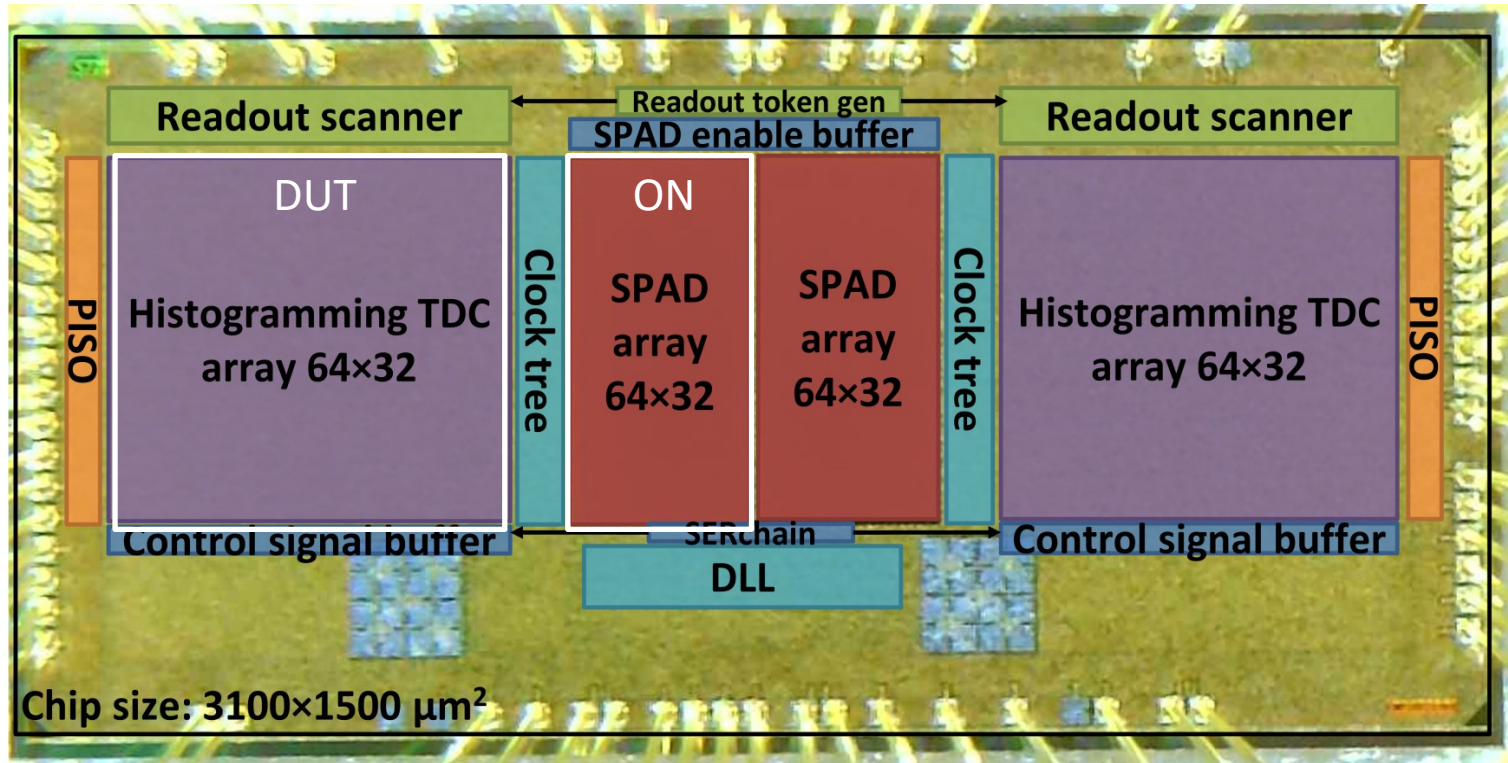 Readout scanner
Readout token gen
Readout scanner
SPAD enable buffer
DUT
ON
PISO
Histogramming TDC
array 64×32
Clock tree
SPAD
array
64×32
SPAD
array
64×32
Clock tree
Histogramming TDC
array 64×32
PISO
Control signal buffer
SERchain
Control signal buffer
DLL
Chip size: 3100×1500 μm²